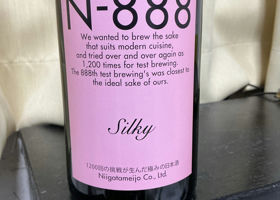 N-888
We wanted to brew the sake
that suits modern cuisine,
and tried over and over again as
1,200 times for test brewing.
The 888th test brewing's was closest to
the ideal sake of ours.
Silky
1200回の挑戦が生んだ極みの日本酒
Niigatameijo Co., Ltd.